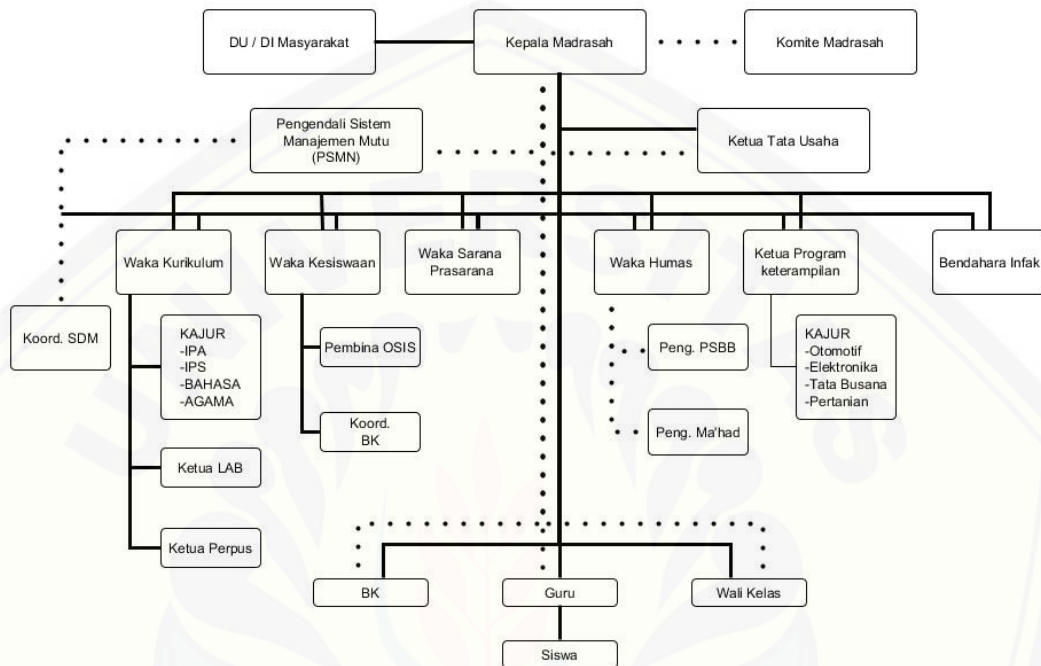 DU / DI Masyarakat
Kepala Madrasah
Komite Madrasah
Pengendali Sistem
Manajemen Mutu
(PSMN)
Ketua Tata Usaha
Waka Kurikulum
Waka Kesiswaan
Waka Sarana
Prasarana
Waka Humas
Ketua Program
keterampilan
Bendahara Infak
Koord. SDM
KAJUR
-IPA
-IPS
-BAHASA
-AGAMA
Pembina OSIS
Peng. PSBB
KAJUR
-Otomotif
-Elektronika
-Tata Busana
-Pertanian
Koord.
BK
Peng. Ma'had
Ketua LAB
Ketua Perpus
BK
Guru
Wali Kelas
Siswa
UNIVERSITAS